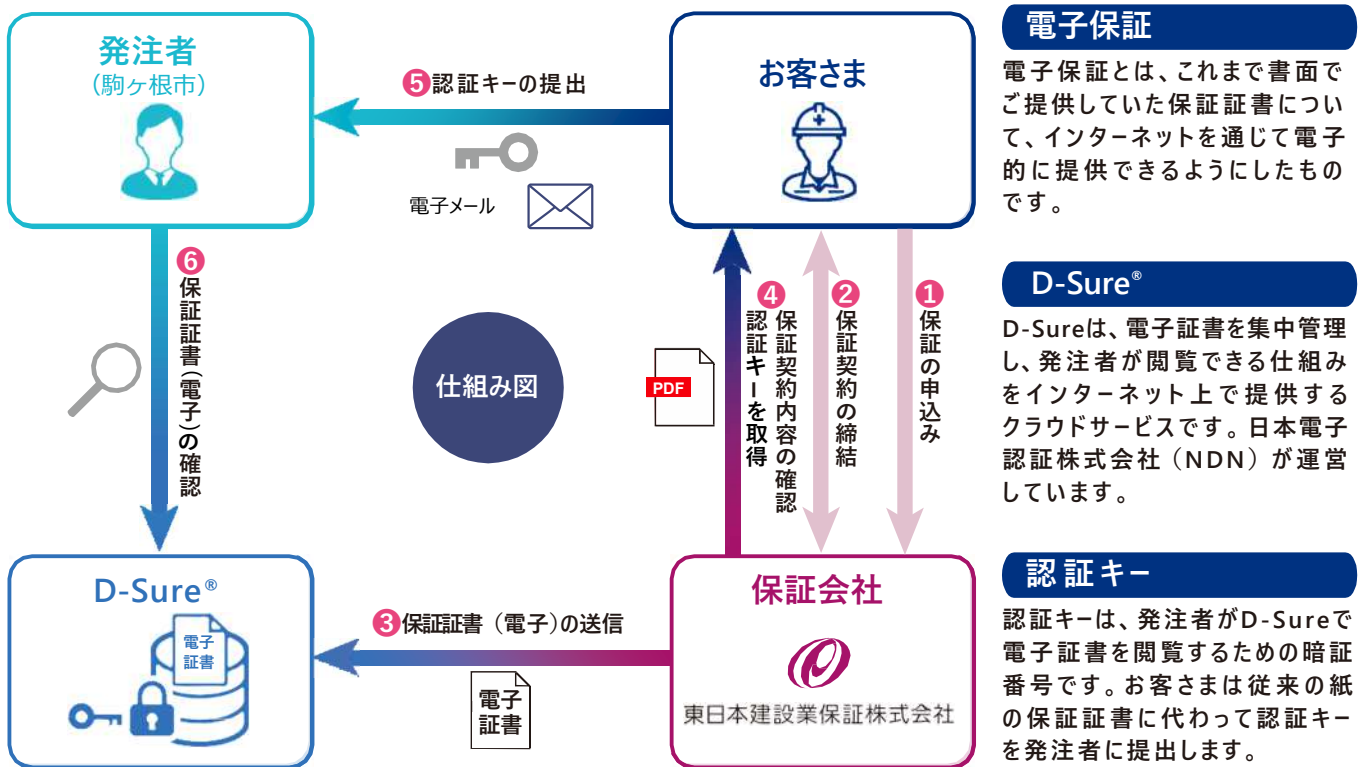 発注者
（駒ヶ根市）
❺認証キーの提出
電子メール
お客さま
❻保証証書（電子）の確認
仕組み図
PDF
❹保証契約内容の確認
認証キーを取得
❷保証契約の締結
❶保証の申込み
D-Sure®
電子
証書
❸保証証書（電子）の送信
電子
証書
保証会社
東日本建設業保証株式会社
電子保証
電子保証とは、これまで書面で
ご提供していた保証証書につい
て、インターネットを通じて電子
的に提供できるようにしたもの
です。
D-Sure®
D-Sureは、電子証書を集中管理
し、発注者が閲覧できる仕組み
をインターネット上で提供する
クラウドサービスです。日本電子
認証株式会社（NDN）が運営
しています。
認証キー
認証キーは、発注者がD-Sureで
電子証書を閲覧するための暗証
番号です。お客さまは従来の紙
の保証証書に代わって認証キー
を発注者に提出します。